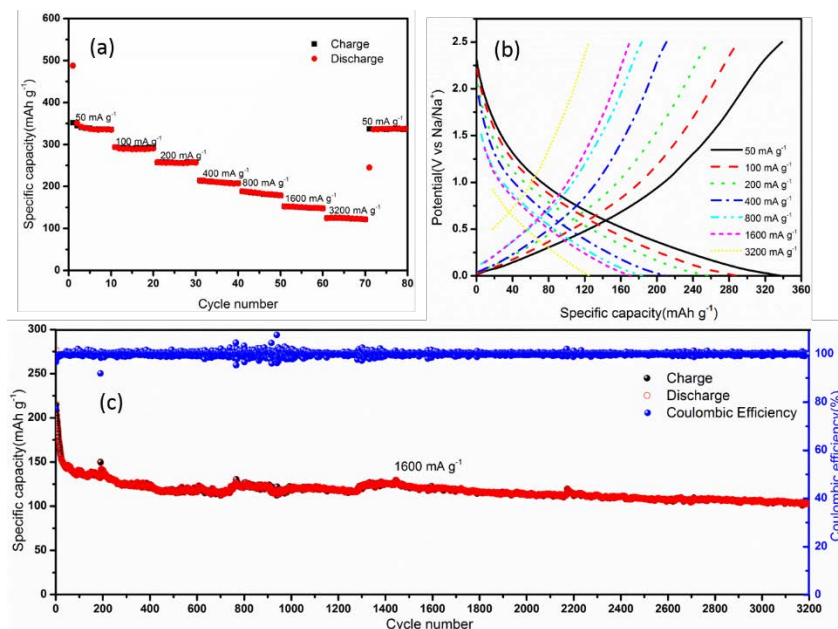 (a)
Charge
Discharge
50 mA g⁻¹
100 mA g⁻¹
200 mA g⁻¹
400 mA g⁻¹
800 mA g⁻¹
1600 mA g⁻¹
3200 mA g⁻¹
50 mA g⁻¹
600
500
400
300
200
100
0
0 10 20 30 40 50 60 70 80
Specific capacity(mAh g⁻¹)
Cycle number
(b)
2.5
2.0
1.5
1.0
0.5
0.0
0 40 80 120 160 200 240 280 320 360
Potential(V vs Na/Na⁺)
Specific capacity(mAh g⁻¹)
50 mA g⁻¹
100 mA g⁻¹
200 mA g⁻¹
400 mA g⁻¹
800 mA g⁻¹
1600 mA g⁻¹
3200 mA g⁻¹
(c)
300
275
250
225
200
175
150
125
100
75
50
25
0
0 200 400 600 800 1000 1200 1400 1600 1800 2000 2200 2400 2600 2800 3000 3200
Specific capacity(mAh g⁻¹)
Cycle number
Charge
Discharge
Coulombic Efficiency
1600 mA g⁻¹
100
80
60
40
20
0
Coulombic efficiency(%)